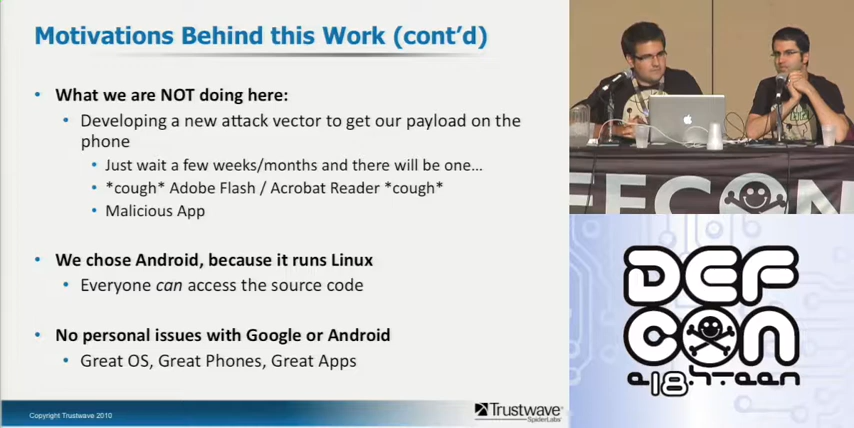 Motivations Behind this Work (cont'd)
• What we are NOT doing here:
• Developing a new attack vector to get our payload on the
phone
• Just wait a few weeks/months and there will be one...
• *cough* Adobe Flash / Acrobat Reader *cough*
• Malicious App
• We chose Android, because it runs Linux
• Everyone can access the source code
• No personal issues with Google or Android
• Great OS, Great Phones, Great Apps
Copyright Trustwave 2010
Trustwave®
SpiderLabs®
DEFCON
DEF
CON
e18h-teen